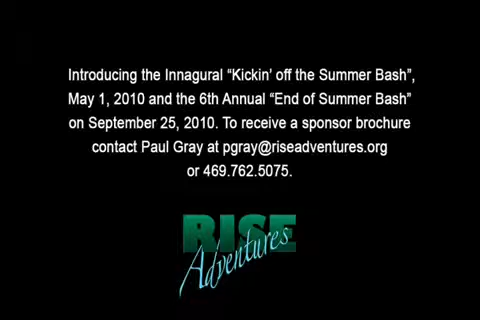 Introducing the Innagural “Kickin’ off the Summer Bash”,
May 1, 2010 and the 6th Annual “End of Summer Bash”
on September 25, 2010. To receive a sponsor brochure
contact Paul Gray at pgray@riseadventures.org
or 469.762.5075.
RISE
Adventures